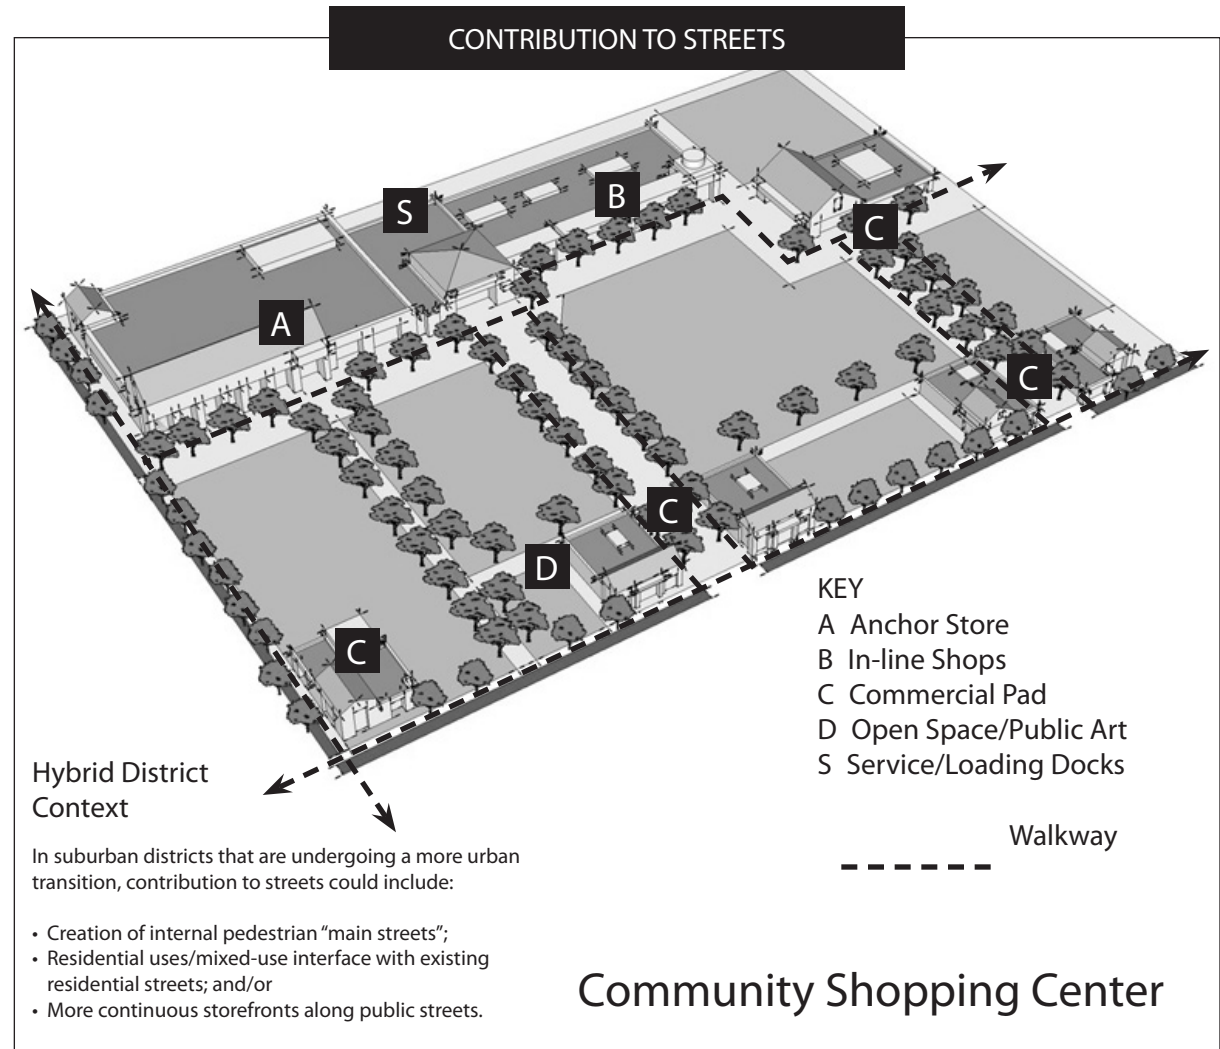 CONTRIBUTION TO STREETS
S
B
C
A
C
C
D
C
KEY
A Anchor Store
B In-line Shops
C Commercial Pad
D Open Space/Public Art
S Service/Loading Docks
Walkway
Hybrid District
Context
In suburban districts that are undergoing a more urban
transition, contribution to streets could include:
• Creation of internal pedestrian “main streets”;
• Residential uses/mixed-use interface with existing
residential streets; and/or
• More continuous storefronts along public streets.
Community Shopping Center